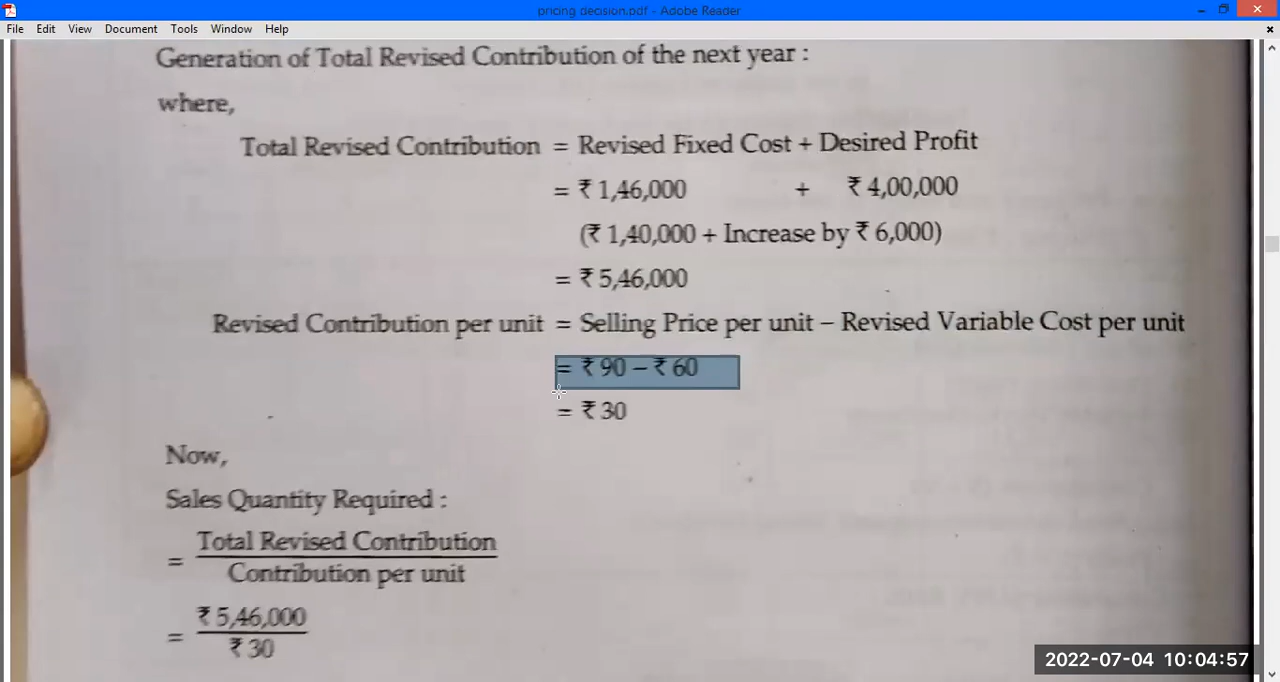 pricing decision.pdf - Adobe Reader
File Edit View Document Tools Window Help
Generation of Total Revised Contribution of the next year :
where,
Total Revised Contribution = Revised Fixed Cost + Desired Profit
= ₹ 1,46,000 + ₹ 4,00,000
(₹ 1,40,000 + Increase by ₹ 6,000)
= ₹ 5,46,000
Revised Contribution per unit = Selling Price per unit – Revised Variable Cost per unit
= ₹ 90 – ₹ 60
= ₹ 30
Now,
Sales Quantity Required :
= Total Revised Contribution
Contribution per unit
= ₹ 5,46,000
₹ 30
2022-07-04 10:04:57